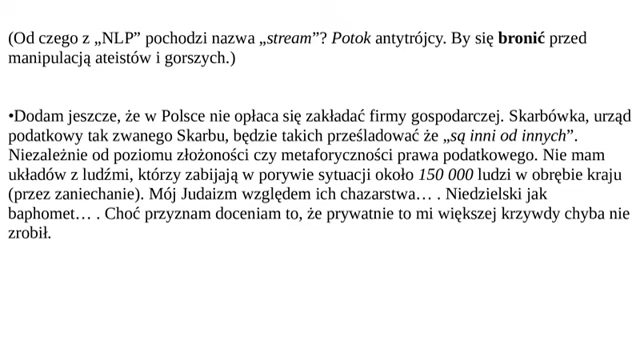 (Od czego z „NLP” pochodzi nazwa „stream”? Potok antytrójcy. By się bronić przed
manipulacją ateistów i gorszych.)
•Dodam jeszcze, że w Polsce nie opłaca się zakładać firmy gospodarczej. Skarbówka, urząd
podatkowy tak zwanego Skarbu, będzie takich prześladować że „są inni od innych”.
Niezależnie od poziomu złożoności czy metaforyczności prawa podatkowego. Nie mam
układów z ludźmi, którzy zabijają w porywie sytuacji około 150 000 ludzi w obrębie kraju
(przez zaniechanie). Mój Judaizm względem ich chazarstwa… . Niedzielski jak
baphomet… . Choć przyznam doceniam to, że prywatnie to mi większej krzywdy chyba nie
zrobił.